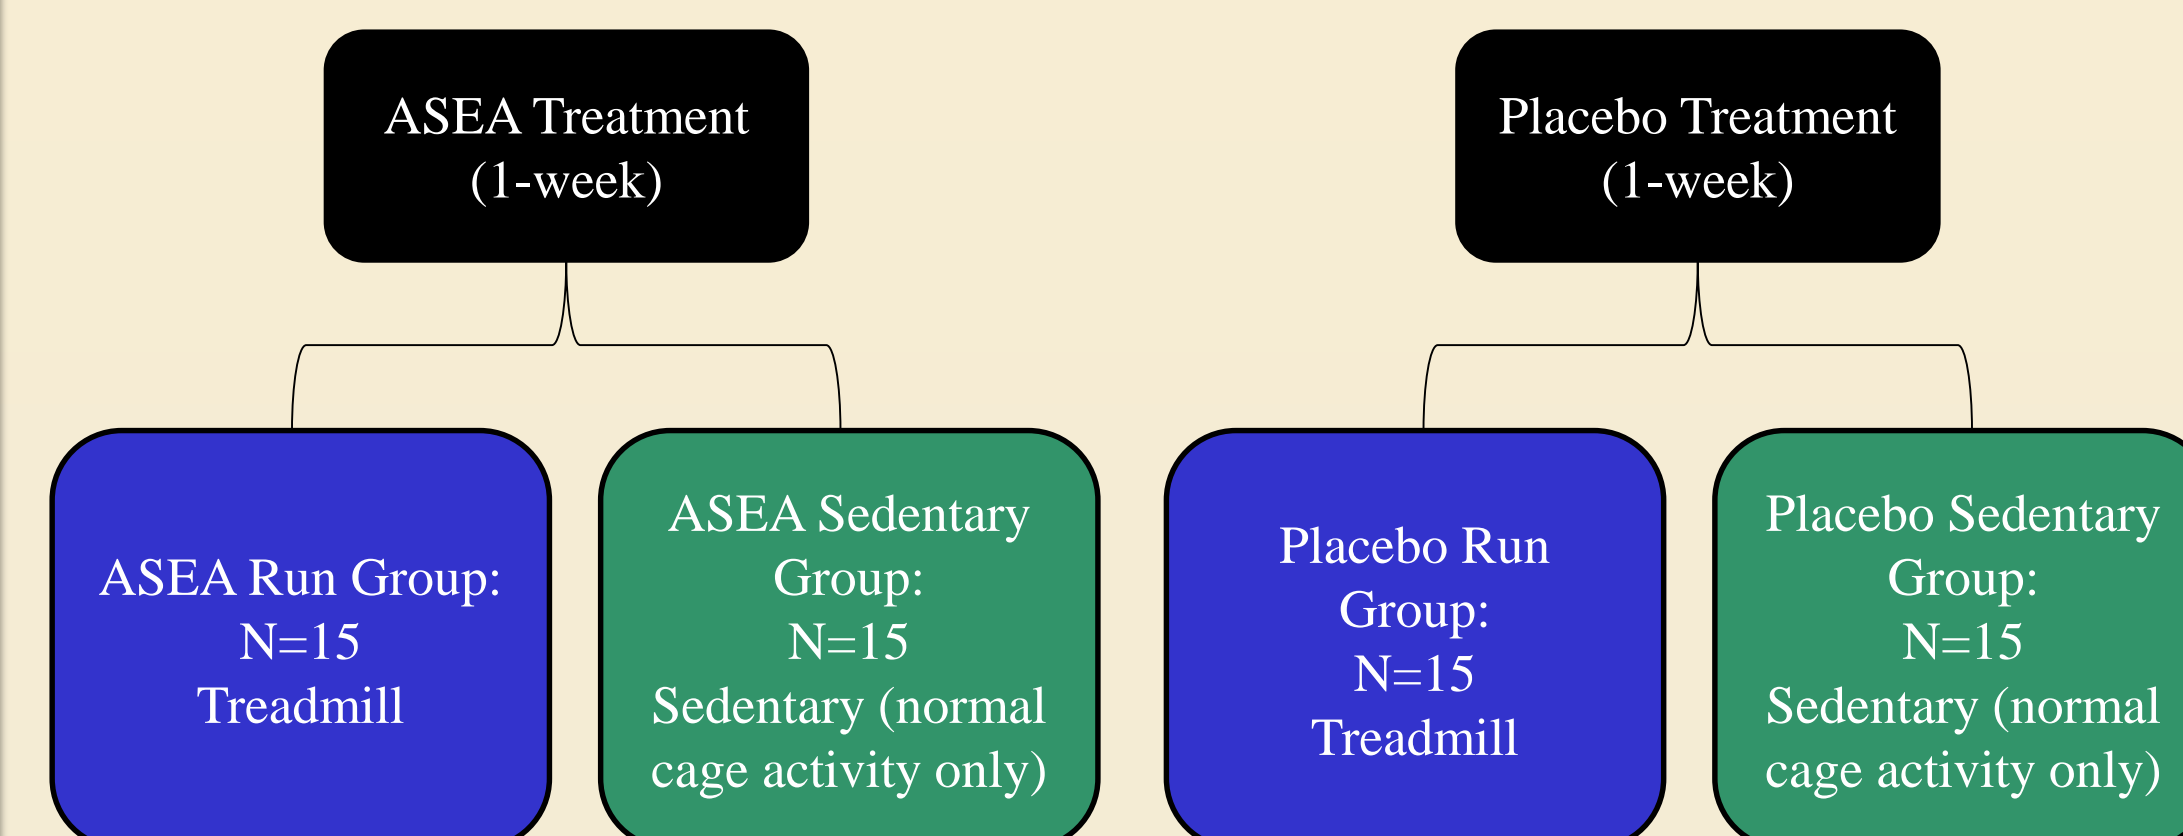 ASEA Treatment
(1-week)
Placebo Treatment
(1-week)
ASEA Run Group:
N=15
Treadmill
ASEA Sedentary
Group:
N=15
Sedentary (normal
cage activity only)
Placebo Run
Group:
N=15
Treadmill
Placebo Sedentary
Group:
N=15
Sedentary (normal
cage activity only)